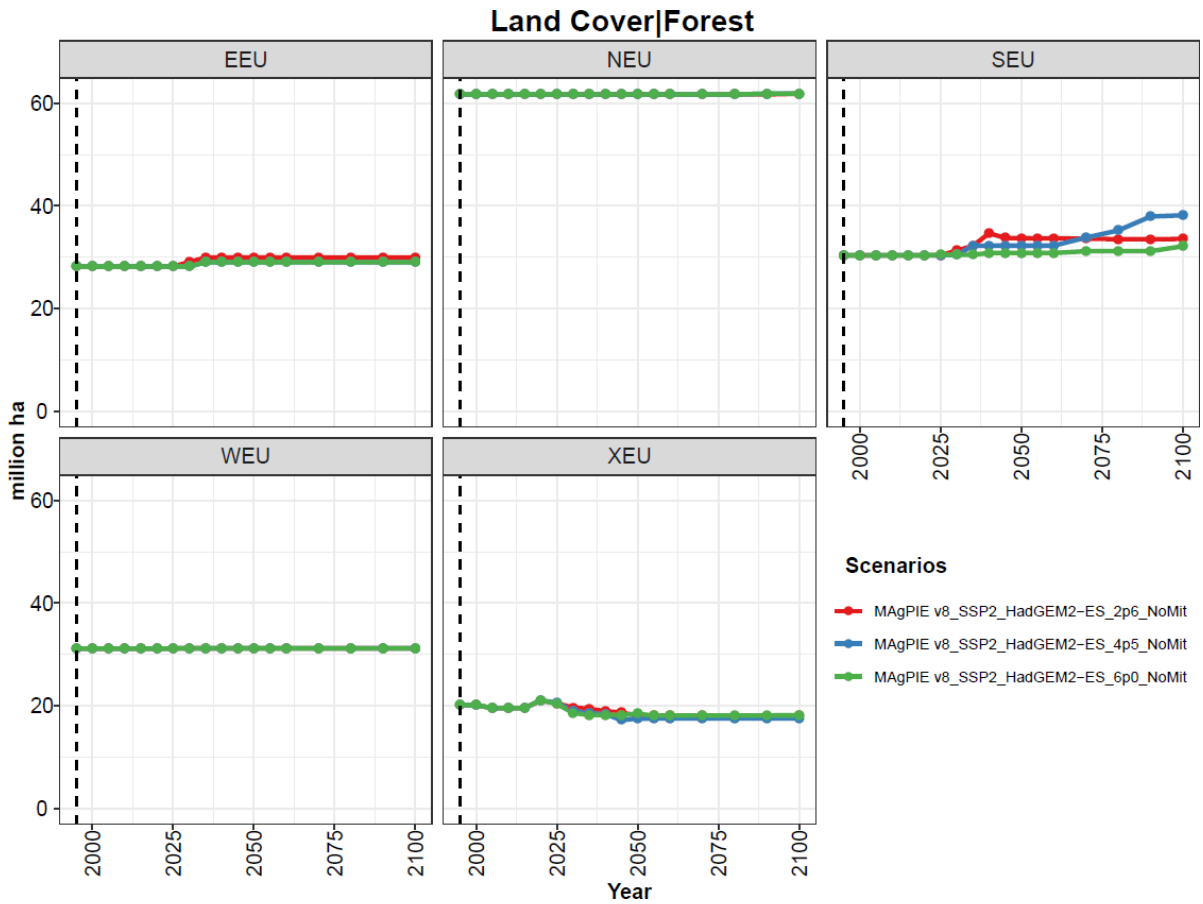 Land Cover|Forest
EEU
NEU
SEU
60
40
20
0
2000
2025
2050
2075
2100
million ha
WEU
XEU
60
40
20
0
2000
2025
2050
2075
2100
2000
2025
2050
2075
2100
Year
Scenarios
MAgPIE v8_SSP2_HadGEM2−ES_2p6_NoMit
MAgPIE v8_SSP2_HadGEM2−ES_4p5_NoMit
MAgPIE v8_SSP2_HadGEM2−ES_6p0_NoMit